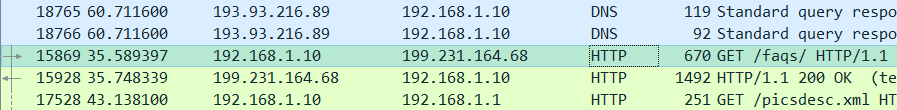 18765 60.711600 193.93.216.89 192.168.1.10 DNS 119 Standard query respo
18766 60.711600 193.93.216.89 192.168.1.10 DNS 92 Standard query respo
15869 35.589397 192.168.1.10 199.231.164.68 HTTP 670 GET /faqs/ HTTP/1.1
15928 35.748339 199.231.164.68 192.168.1.10 HTTP 1492 HTTP/1.1 200 OK (te
17528 43.138100 192.168.1.10 192.168.1.1 HTTP 251 GET /picsdesc.xml HT